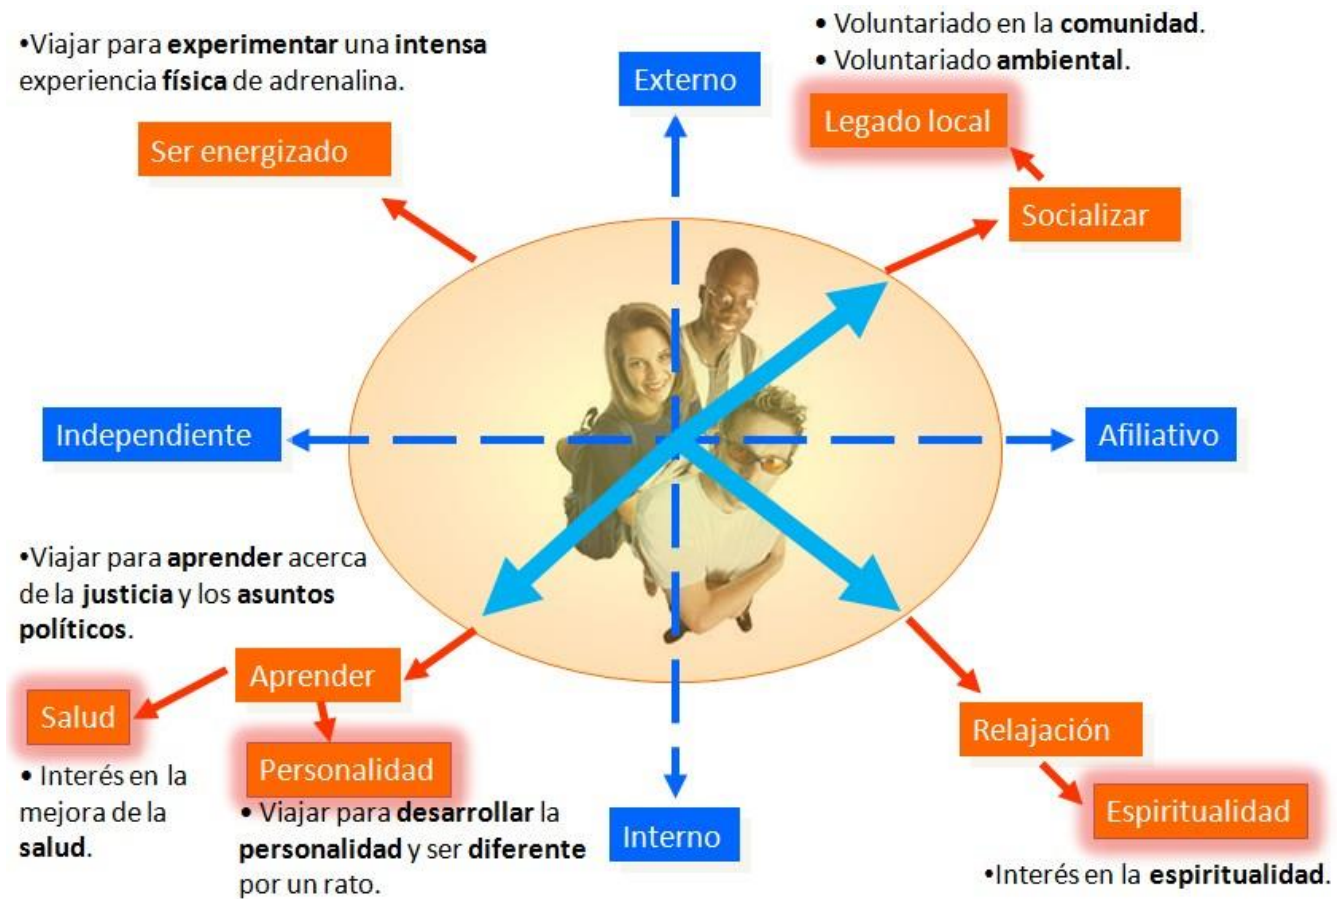 •Viajar para experimentar una intensa
experiencia física de adrenalina.
Ser energizado
Externo
• Voluntariado en la comunidad.
• Voluntariado ambiental.
Legado local
Socializar
Independiente
Afiliativo
•Viajar para aprender acerca
de la justicia y los asuntos
políticos.
Aprender
Salud
• Interés en la
mejora de la
salud.
Personalidad
• Viajar para desarrollar la
personalidad y ser diferente
por un rato.
Interno
Relajación
Espiritualidad
•Interés en la espiritualidad.